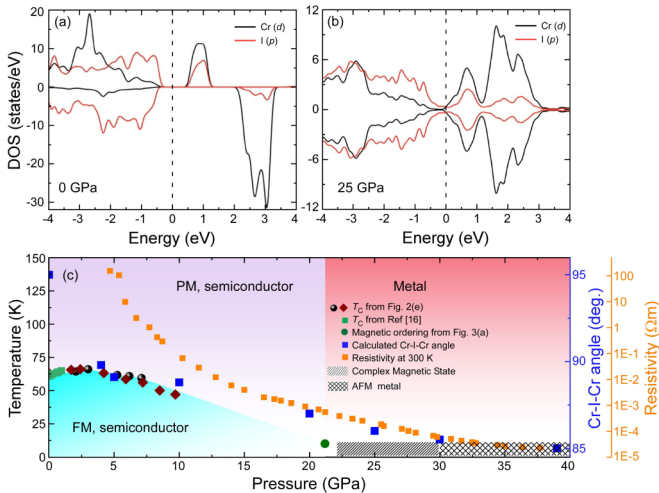 (a)
Cr (d)
I (p)
20
10
0
-10
-20
-30
DOS (states/eV)
0 GPa
-4 -3 -2 -1 0 1 2 3 4
Energy (eV)
(b)
Cr (d)
I (p)
12
6
0
-6
-12
25 GPa
-4 -3 -2 -1 0 1 2 3 4
Energy (eV)
150
125
100
75
50
25
0
Temperature (K)
(c)
PM, semiconductor
Metal
TC from Fig. 2(e)
TC from Ref [16]
Magnetic ordering from Fig. 3(a)
Calculated Cr-I-Cr angle
Resistivity at 300 K
Complex Magnetic State
AFM metal
FM, semiconductor
0 5 10 15 20 25 30 35 40
Pressure (GPa)
95
90
85
Cr-I-Cr angle (deg.)
100
10
1
1E-1
1E-2
1E-3
1E-4
1E-5
Resistivity (Ωm)